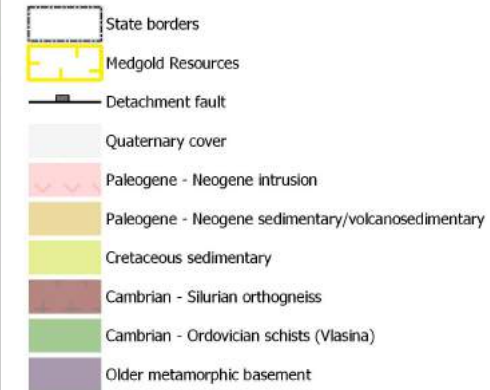 State borders
Medgold Resources
Detachment fault
Quaternary cover
Paleogene - Neogene intrusion
Paleogene - Neogene sedimentary/volcanosedimentary
Cretaceous sedimentary
Cambrian - Silurian orthogneiss
Cambrian - Ordovician schists (Vlasina)
Older metamorphic basement